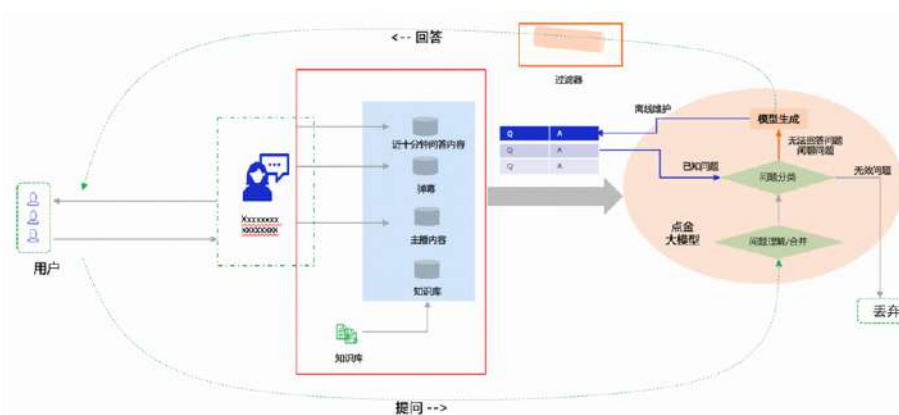 <-- 回答
过滤器
离线维护
模型生成
Q A
Q A
Q A
近十分钟问答内容
无法回答问题
闲聊问题
已知问题
问题分类
无效问题
弹幕
Xxxxxxxx
xxxxxxxx
主播内容
点金
大模型
问题理解/合并
用户
知识库
丢弃
知识库
提问 -->